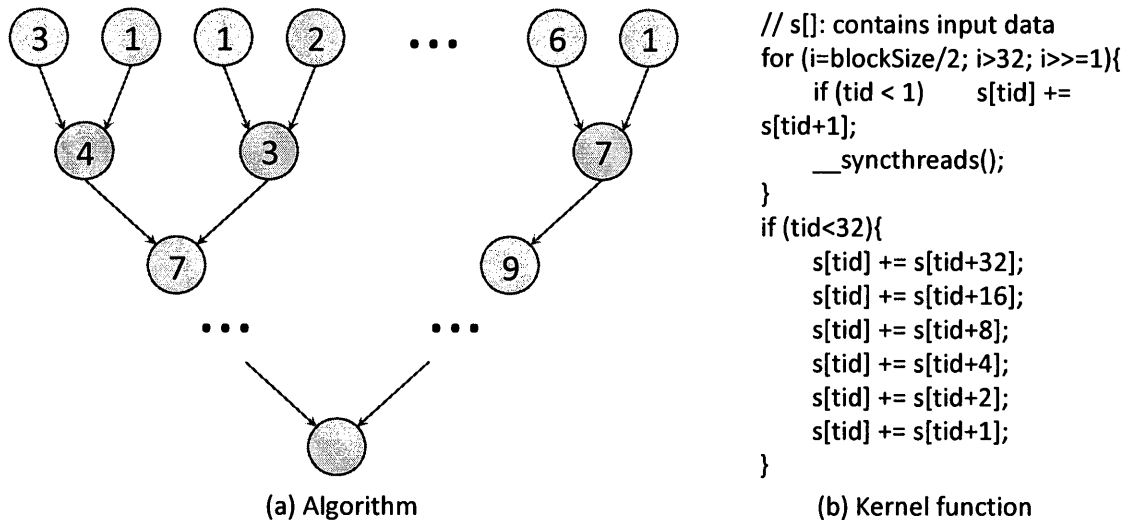 3 1 1 2 ... 6 1
4 3 7
7 9
... ...
(a) Algorithm
// s[]: contains input data
for (i=blockSize/2; i>32; i>>=1){
if (tid < 1) s[tid] +=
s[tid+1];
__syncthreads();
}
if (tid<32){
s[tid] += s[tid+32];
s[tid] += s[tid+16];
s[tid] += s[tid+8];
s[tid] += s[tid+4];
s[tid] += s[tid+2];
s[tid] += s[tid+1];
}
(b) Kernel function